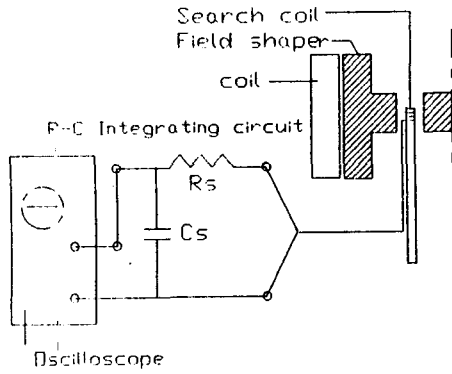 Search coil
Field shaper
coil
R-C Integrating circuit
Rs
Cs
Oscilloscope